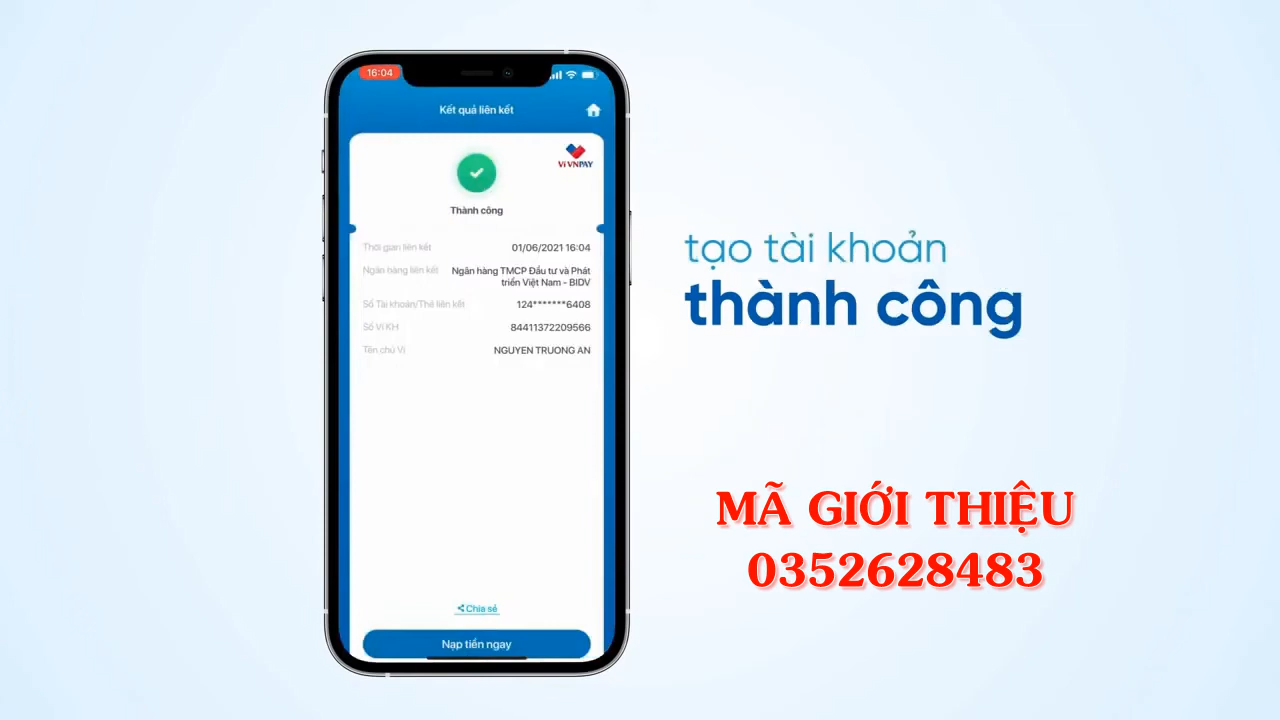 16:04
Kết quả liên kết
Ví VNPAY
Thành công
Thời gian liên kết 01/06/2021 16:04
Ngân hàng liên kết Ngân hàng TMCP Đầu tư và Phát
triển Việt Nam - BIDV
Số Tài khoản/Thẻ liên kết 124*******6408
Số Ví KH 84411372209566
Tên chủ Ví NGUYEN TRUONG AN
Chia sẻ
Nạp tiền ngay
tạo tài khoản
thành công
MÃ GIỚI THIỆU
0352628483